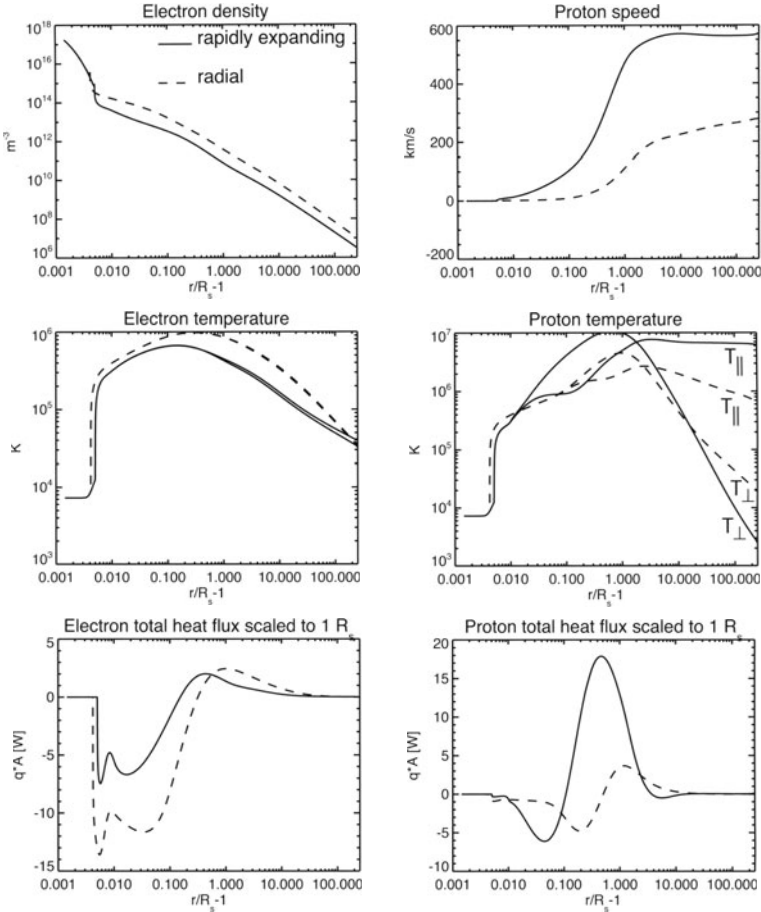 Electron density
10^18
10^16
10^14
10^12
10^10
10^8
10^6
m^-3
rapidly expanding
radial
0.001 0.010 0.100 1.000 10.000 100.000
r/R_s-1
Proton speed
600
400
200
0
-200
km/s
0.001 0.010 0.100 1.000 10.000 100.000
r/R_s-1
Electron temperature
10^6
10^5
10^4
10^3
K
0.001 0.010 0.100 1.000 10.000 100.000
r/R_s-1
Proton temperature
10^7
10^6
10^5
10^4
10^3
K
T_||
T_||
T_⊥
T_⊥
0.001 0.010 0.100 1.000 10.000 100.000
r/R_s-1
Electron total heat flux scaled to 1 R_s
5
0
-5
-10
-15
q*A [W]
0.001 0.010 0.100 1.000 10.000 100.000
r/R_s-1
Proton total heat flux scaled to 1 R_s
20
15
10
5
0
-5
-10
q*A [W]
0.001 0.010 0.100 1.000 10.000 100.000
r/R_s-1